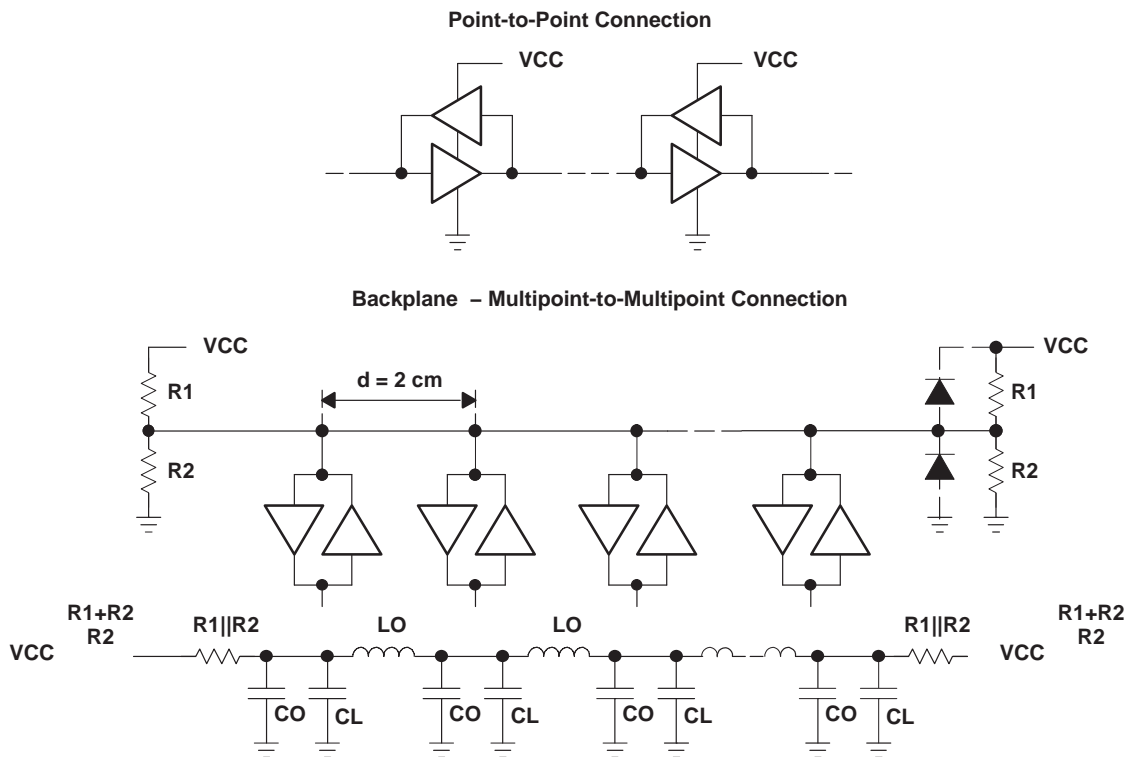 Point-to-Point Connection
VCC VCC
Backplane – Multipoint-to-Multipoint Connection
VCC VCC
d = 2 cm
R1 R1
R2 R2
R1+R2 R1+R2
R2 R2
R1||R2 LO LO R1||R2
VCC VCC
CO CL CO CL CO CL CO CL